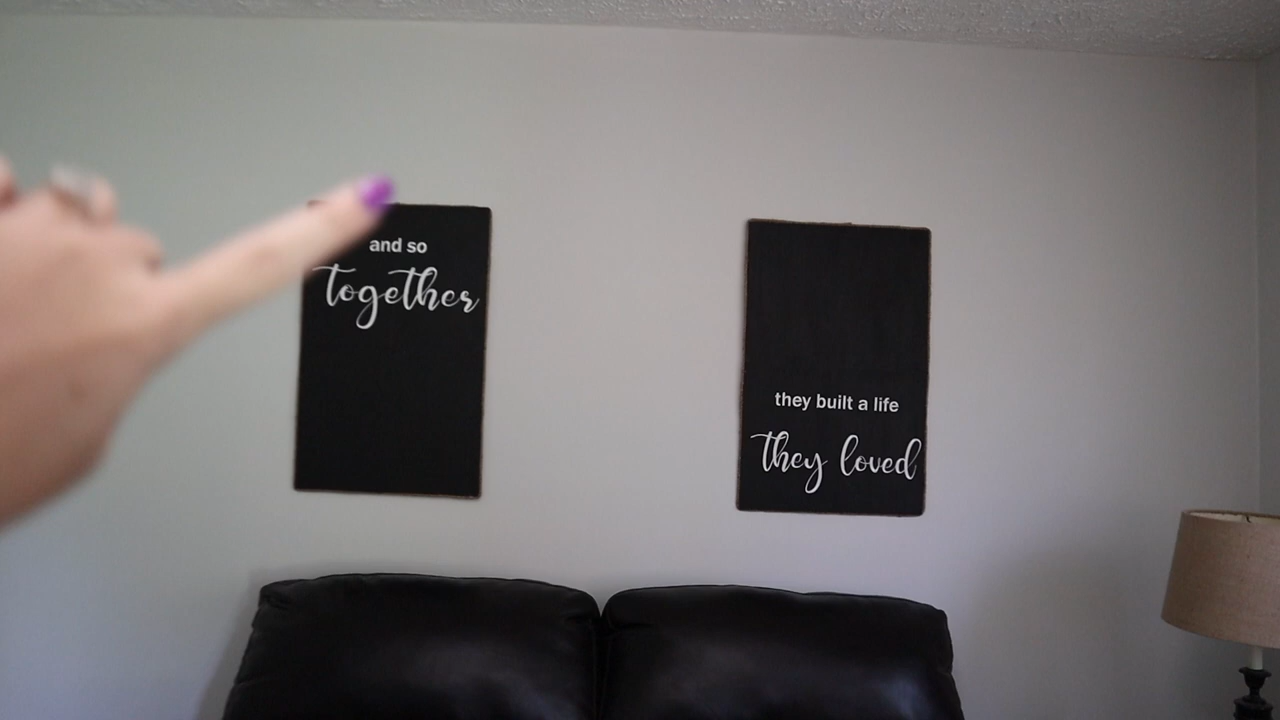 and so
together
they built a life
they loved